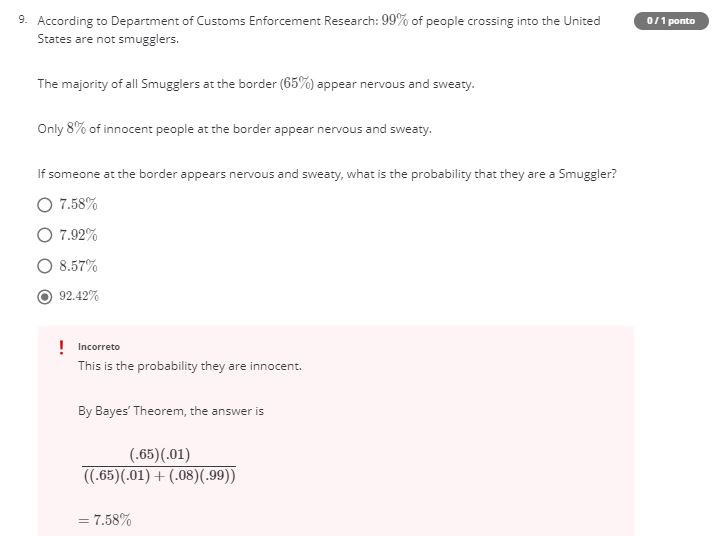 9. According to Department of Customs Enforcement Research: 99% of people crossing into the United
0 / 1 ponto
States are not smugglers.
The majority of all Smugglers at the border (65%) appear nervous and sweaty.
Only 8% of innocent people at the border appear nervous and sweaty.
If someone at the border appears nervous and sweaty, what is the probability that they are a Smuggler?
7.58%
7.92%
8.57%
92.42%
! Incorreto
This is the probability they are innocent.
By Bayes' Theorem, the answer is
(.65)(.01)
((.65)(.01) + (.08)(.99))
= 7.58%